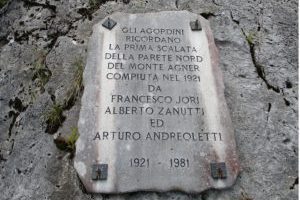 GLI AGORDINI
RICORDANO
LA PRIMA SCALATA
DELLA PARETE NORD
DEL MONTE AGNER
COMPIUTA NEL 1921
DA
FRANCESCO JORI
ALBERTO ZANUTTI
ED
ARTURO ANDREOLETTI
1921 - 1981